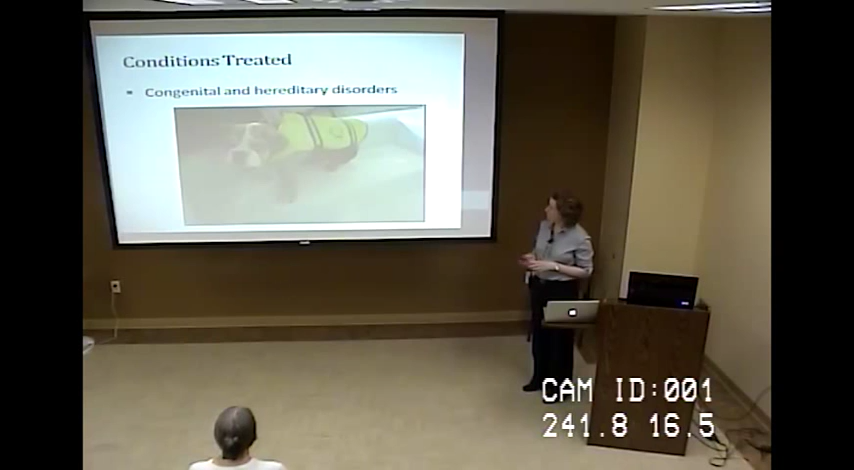 Conditions Treated
▪ Congenital and hereditary disorders
CAM ID:001
241.8 16.5